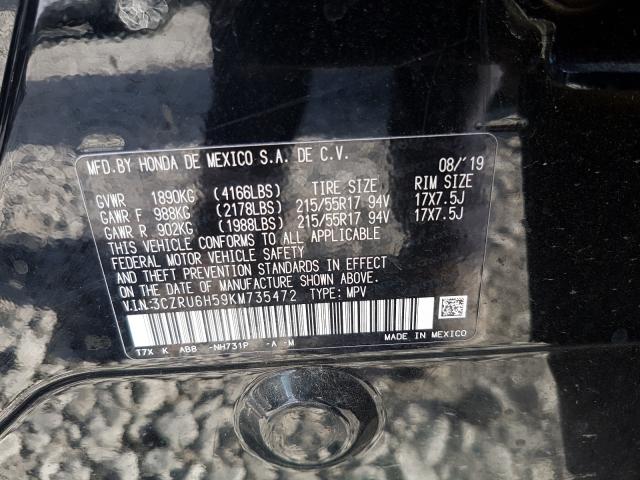 MFD.BY HONDA DE MEXICO S.A. DE C.V. 08/'19
GVWR 1890KG (4166LBS) TIRE SIZE RIM SIZE
GAWR F 988KG (2178LBS) 215/55R17 94V 17X7.5J
GAWR R 902KG (1988LBS) 215/55R17 94V 17X7.5J
THIS VEHICLE CONFORMS TO ALL APPLICABLE
FEDERAL MOTOR VEHICLE SAFETY BUMPER,
AND THEFT PREVENTION STANDARDS IN EFFECT
ON THE DATE OF MANUFACTURE SHOWN ABOVE.
V.I.N.:3CZRU6H59KM735472 TYPE: MPV
T7X K ABB -NH731P -A -M MADE IN MEXICO